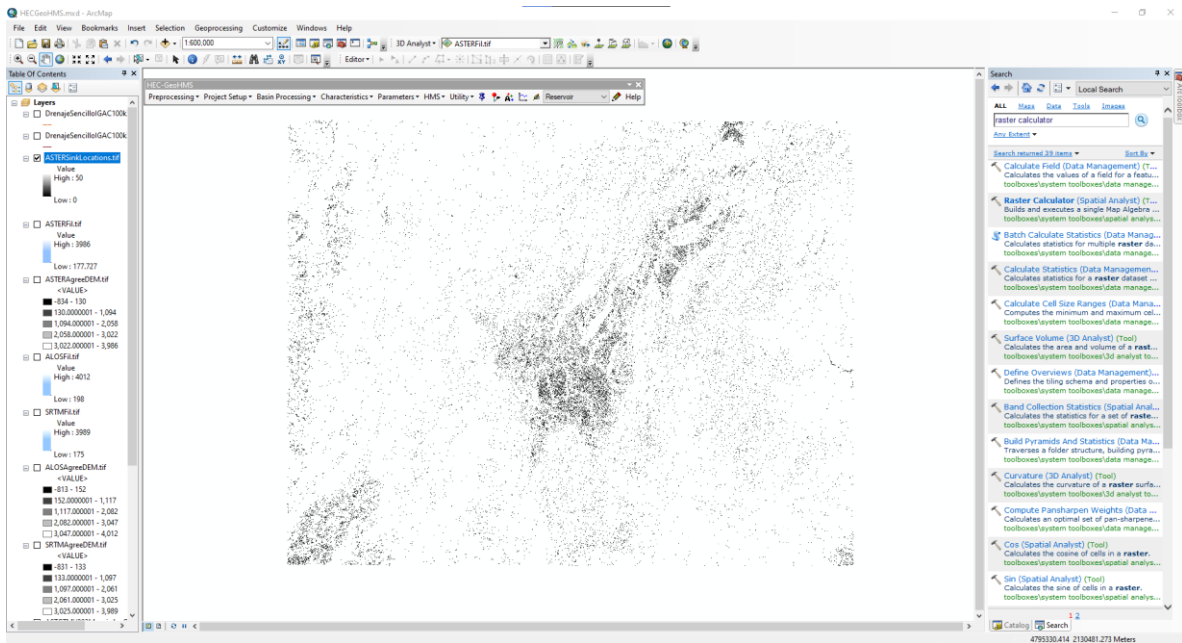 HECGeoHMS.mxd - ArcMap
File Edit View Bookmarks Insert Selection Geoprocessing Customize Windows Help
1:600,000
3D Analyst
ASTERFil.tif
Editor
Table Of Contents
Layers
DrenajeSencilloIGAC100k
DrenajeSencilloIGAC100k
ASTERSinkLocations.tif
Value
High : 50
Low : 0
ASTERFil.tif
Value
High : 3986
Low : 177.727
ASTERAgreeDEM.tif
<VALUE>
-834 - 130
130.0000001 - 1,094
1,094.000001 - 2,058
2,058.000001 - 3,022
3,022.000001 - 3,986
ALOSFil.tif
Value
High : 4012
Low : 198
SRTMFil.tif
Value
High : 3989
Low : 175
ALOSAgreeDEM.tif
<VALUE>
-813 - 152
152.0000001 - 1,117
1,117.000001 - 2,082
2,082.000001 - 3,047
3,047.000001 - 4,012
SRTMAgreeDEM.tif
<VALUE>
-831 - 133
133.0000001 - 1,097
1,097.000001 - 2,061
2,061.000001 - 3,025
3,025.000001 - 3,989
HEC-GeoHMS
Preprocessing Project Setup Basin Processing Characteristics Parameters HMS Utility Reservoir Help
Search
Local Search
ALL Maps Data Tools Images
raster calculator
Any Extent
Search returned 39 items Sort By
Calculate Field (Data Management) (T...
Calculates the values of a field for a featu...
toolboxes\system toolboxes\data manage...
Raster Calculator (Spatial Analyst) (T...
Builds and executes a single Map Algebra ...
toolboxes\system toolboxes\spatial analys...
Batch Calculate Statistics (Data Manag...
Calculates statistics for multiple raster da...
toolboxes\system toolboxes\data manage...
Calculate Statistics (Data Managemen...
Calculates statistics for a raster dataset ...
toolboxes\system toolboxes\data manage...
Calculate Cell Size Ranges (Data Mana...
Computes the minimum and maximum cel...
toolboxes\system toolboxes\data manage...
Surface Volume (3D Analyst) (Tool)
Calculates the area and volume of a rast...
toolboxes\system toolboxes\3d analyst to...
Define Overviews (Data Management)...
Defines the tiling schema and properties o...
toolboxes\system toolboxes\data manage...
Band Collection Statistics (Spatial Anal...
Calculates the statistics for a set of raste...
toolboxes\system toolboxes\spatial analys...
Build Pyramids And Statistics (Data Ma...
Traverses a folder structure, building pyra...
toolboxes\system toolboxes\data manage...
Curvature (3D Analyst) (Tool)
Calculates the curvature of a raster surfa...
toolboxes\system toolboxes\3d analyst to...
Compute Pansharpen Weights (Data ...
Calculates an optimal set of pan-sharpene...
toolboxes\system toolboxes\data manage...
Cos (Spatial Analyst) (Tool)
Calculates the cosine of cells in a raster.
toolboxes\system toolboxes\spatial analys...
Sin (Spatial Analyst) (Tool)
Calculates the sine of cells in a raster.
toolboxes\system toolboxes\spatial analys...
1 2
Catalog Search
ArcToolbox
4795330.414 2130481.273 Meters